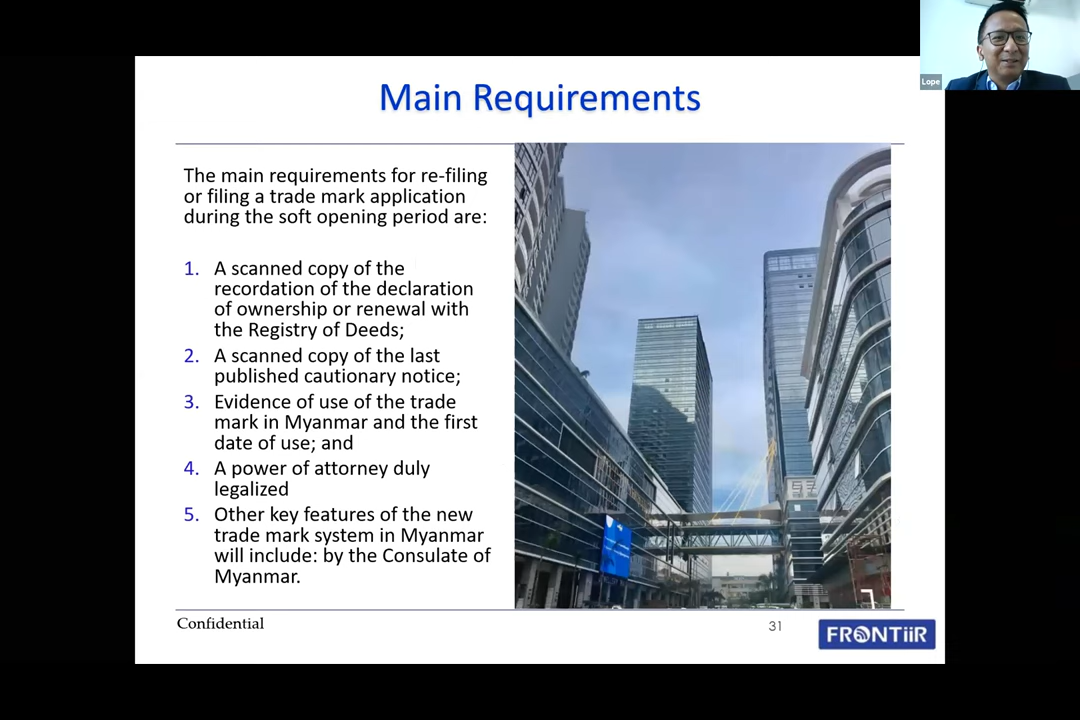 Lope
Main Requirements
The main requirements for re-filing
or filing a trade mark application
during the soft opening period are:
1. A scanned copy of the
recordation of the declaration
of ownership or renewal with
the Registry of Deeds;
2. A scanned copy of the last
published cautionary notice;
3. Evidence of use of the trade
mark in Myanmar and the first
date of use; and
4. A power of attorney duly
legalized
5. Other key features of the new
trade mark system in Myanmar
will include: by the Consulate of
Myanmar.
Confidential
31
FRONTiiR